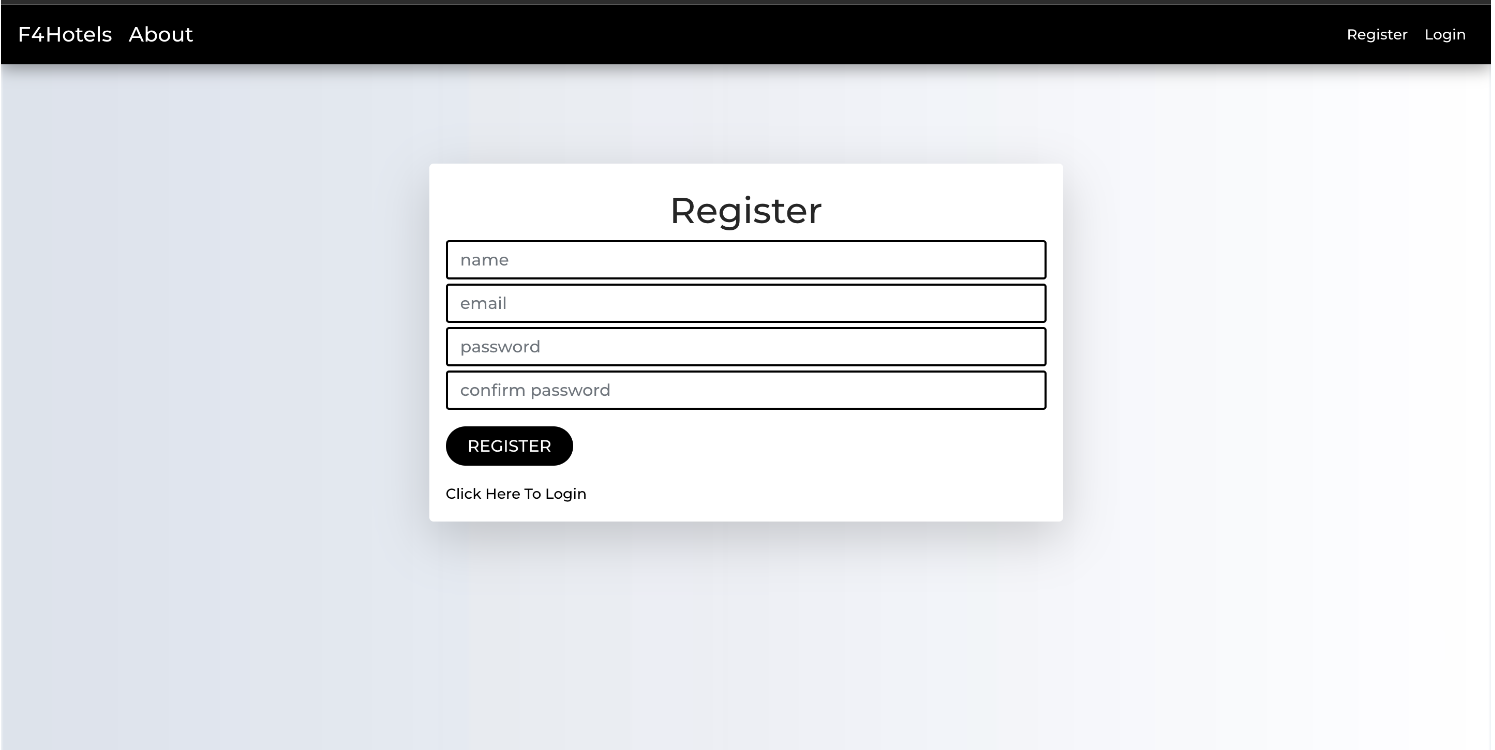 F4Hotels About Register Login
Register
name
email
password
confirm password
REGISTER
Click Here To Login